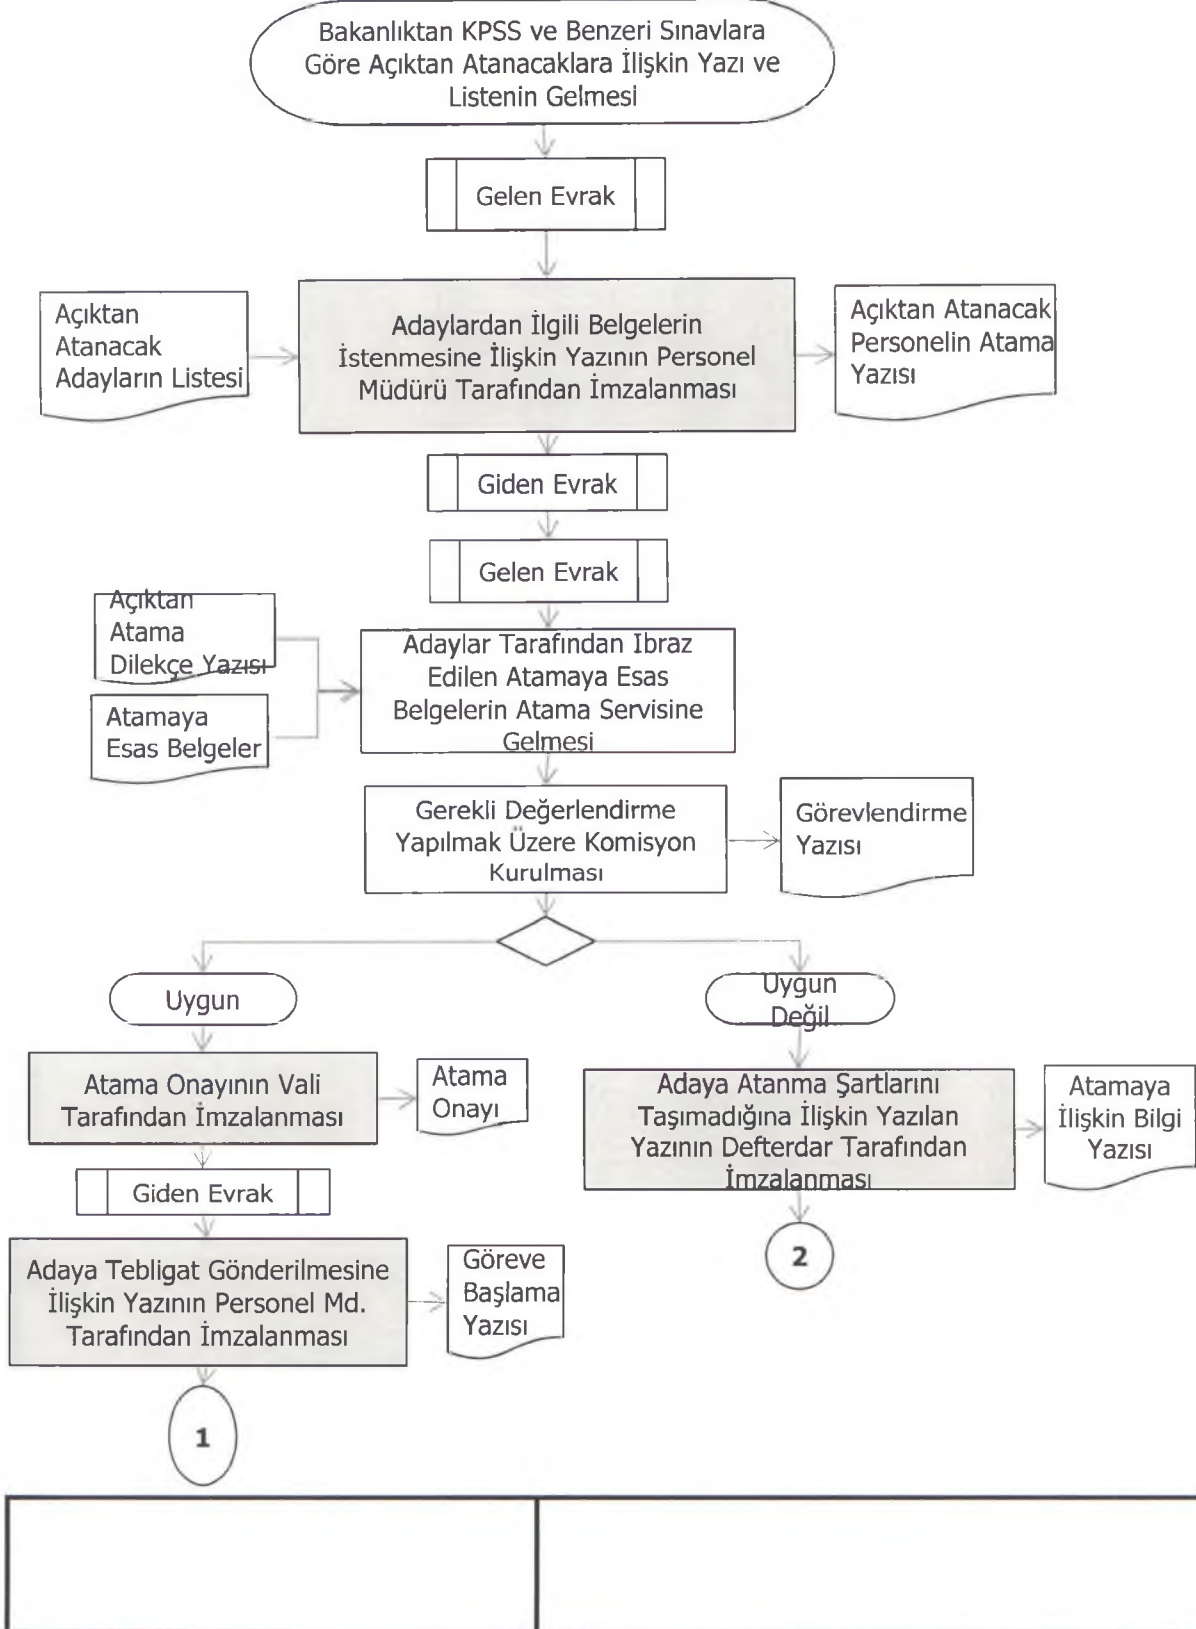 Bakanlıktan KPSS ve Benzeri Sınavlara
Göre Açıktan Atanacaklara İlişkin Yazı ve
Listenin Gelmesi
Gelen Evrak
Açıktan
Atanacak
Adayların Listesi
Adaylardan İlgili Belgelerin
İstenmesine İlişkin Yazının Personel
Müdürü Tarafından İmzalanması
Açıktan Atanacak
Personelin Atama
Yazısı
Giden Evrak
Gelen Evrak
Açıktan
Atama
Dilekçe Yazısı
Atamaya
Esas Belgeler
Adaylar Tarafından Ibraz
Edilen Atamaya Esas
Belgelerin Atama Servisine
Gelmesi
Gerekli Değerlendirme
Yapılmak Üzere Komisyon
Kurulması
Görevlendirme
Yazısı
Uygun
Uygun
Değil
Atama Onayının Vali
Tarafından İmzalanması
Atama
Onayı
Adaya Atanma Şartlarını
Taşımadığına İlişkin Yazılan
Yazının Defterdar Tarafından
İmzalanması
Atamaya
İlişkin Bilgi
Yazısı
Giden Evrak
2
Adaya Tebligat Gönderilmesine
İlişkin Yazının Personel Md.
Tarafından İmzalanması
Göreve
Başlama
Yazısı
1